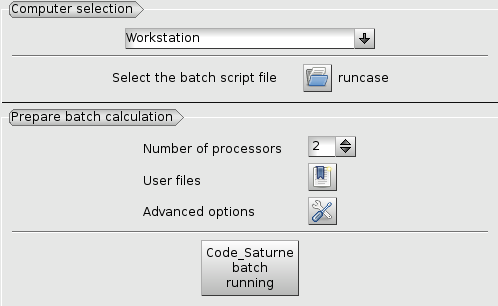 Computer selection
Workstation
Select the batch script file runcase
Prepare batch calculation
Number of processors 2
User files
Advanced options
Code_Saturne
batch
running